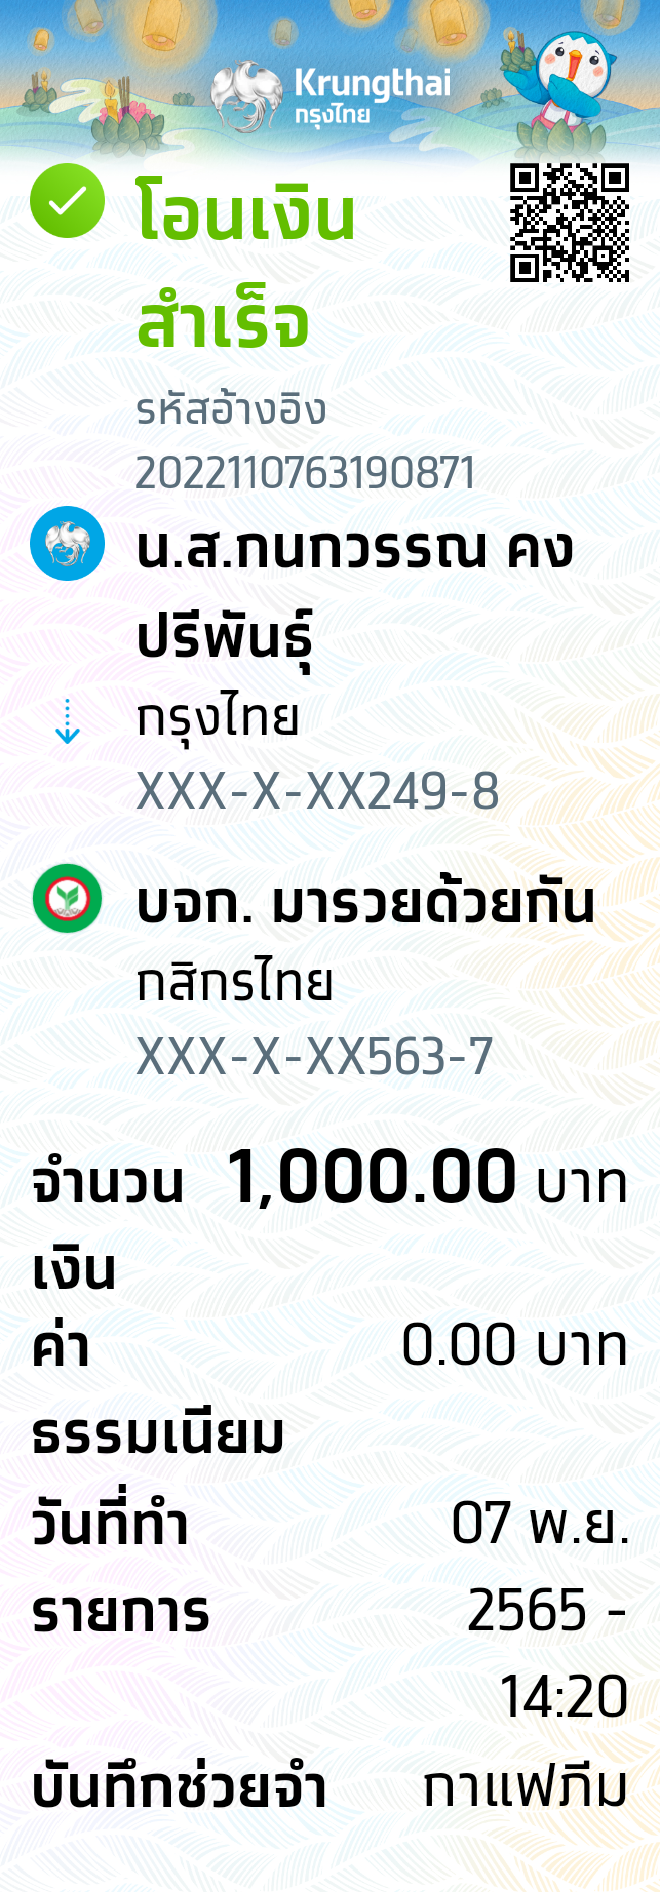 Krungthai
กรุงไทย
โอนเงิน
สำเร็จ
รหัสอ้างอิง
2022110763190871
น.ส.กนกวรรณ คง
ปรีพันธุ์
กรุงไทย
XXX-X-XX249-8
บจก. มารวยด้วยกัน
กสิกรไทย
XXX-X-XX563-7
จำนวน 1,000.00 บาท
เงิน
ค่า 0.00 บาท
ธรรมเนียม
วันที่ทำ 07 พ.ย.
รายการ 2565 -
14:20
บันทึกช่วยจำ กาแฟภีม